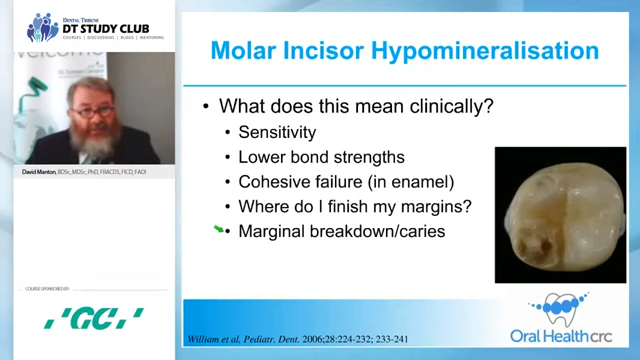 DENTAL TRIBUNE
DT STUDY CLUB
COURSES | DISCUSSIONS | BLOGS | MENTORING
welcome
David Manton, BDSc, MDSc, PhD, FRACDS, FICD, FADI
COURSE SPONSORED BY:
GC
Molar Incisor Hypomineralisation
• What does this mean clinically?
• Sensitivity
• Lower bond strengths
• Cohesive failure (in enamel)
• Where do I finish my margins?
• Marginal breakdown/caries
William et al, Pediatr. Dent. 2006;28:224-232; 233-241
Oral Health crc